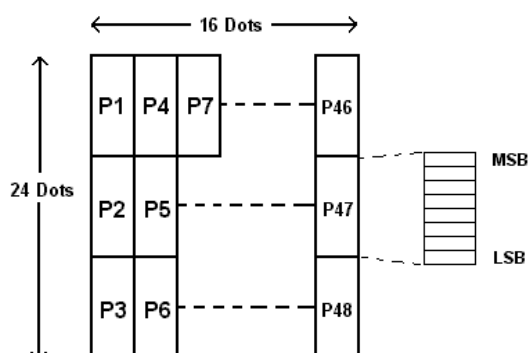 16 Dots
P1 P4 P7 P46
MSB
24 Dots
P2 P5 P47
LSB
P3 P6 P48